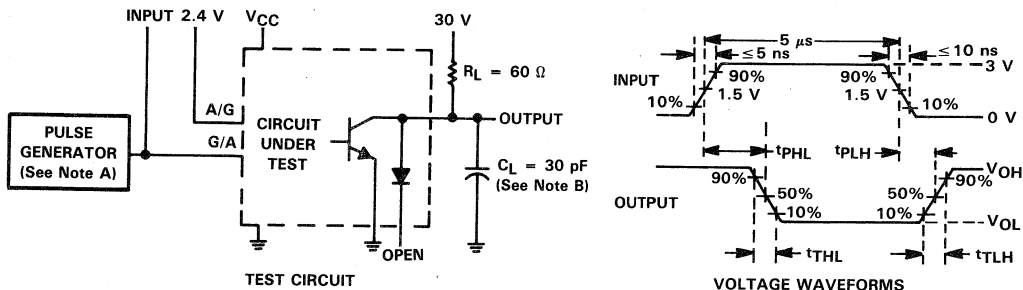 INPUT 2.4 V VCC 30 V
RL = 60 Ω
A/G
G/A
PULSE
GENERATOR
(See Note A)
CIRCUIT
UNDER
TEST
OUTPUT
CL = 30 pF
(See Note B)
OPEN
TEST CIRCUIT
5 μs
≤5 ns ≤10 ns
INPUT 90% 90% 3 V
1.5 V 1.5 V
10% 10%
0 V
tPHL tPLH
VOH
90% 90%
OUTPUT 50% 50%
10% 10%
VOL
tTHL tTLH
VOLTAGE WAVEFORMS